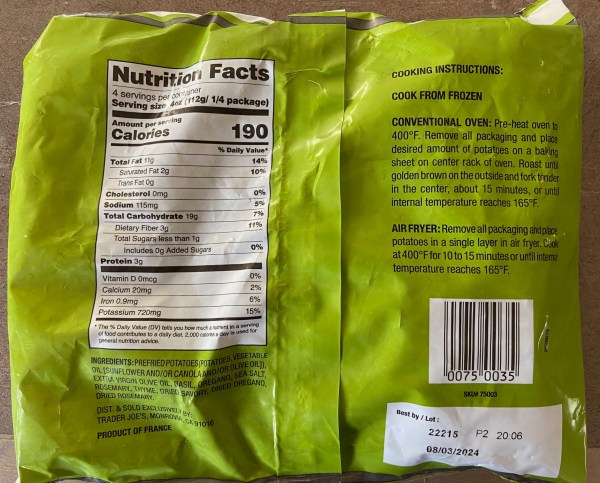 Nutrition Facts
4 servings per container
Serving size 4oz (112g/ 1/4 package)
Amount per serving
Calories 190
% Daily Value*
Total Fat 11g 14%
Saturated Fat 2g 10%
Trans Fat 0g
Cholesterol 0mg 0%
Sodium 115mg 5%
Total Carbohydrate 19g 7%
Dietary Fiber 3g 11%
Total Sugars less than 1g
Includes 0g Added Sugars 0%
Protein 3g
Vitamin D 0mcg 0%
Calcium 20mg 2%
Iron 0.9mg 6%
Potassium 720mg 15%
* The % Daily Value (DV) tells you how much a nutrient in a serving
of food contributes to a daily diet. 2,000 calories a day is used for
general nutrition advice.
INGREDIENTS: PREFRIED POTATOES (POTATOES, VEGETABLE
OIL [SUNFLOWER AND/OR CANOLA AND/OR OLIVE OIL]),
EXTRA VIRGIN OLIVE OIL, BASIL, OREGANO, SEA SALT,
ROSEMARY, THYME, DRIED SAVORY, DRIED OREGANO,
DRIED ROSEMARY.
DIST. & SOLD EXCLUSIVELY BY:
TRADER JOE'S, MONROVIA, CA 91016
PRODUCT OF FRANCE
COOKING INSTRUCTIONS:
COOK FROM FROZEN
CONVENTIONAL OVEN: Pre-heat oven to
400°F. Remove all packaging and place
desired amount of potatoes on a baking
sheet on center rack of oven. Roast until
golden brown on the outside and fork tender
in the center, about 15 minutes, or until
internal temperature reaches 165°F.
AIR FRYER: Remove all packaging and place
potatoes in a single layer in air fryer. Cook
at 400°F for 10 to 15 minutes or until internal
temperature reaches 165°F.
0075 0035
SKU# 75003
Best by / Lot :
22215 P2 20:06
08/03/2024